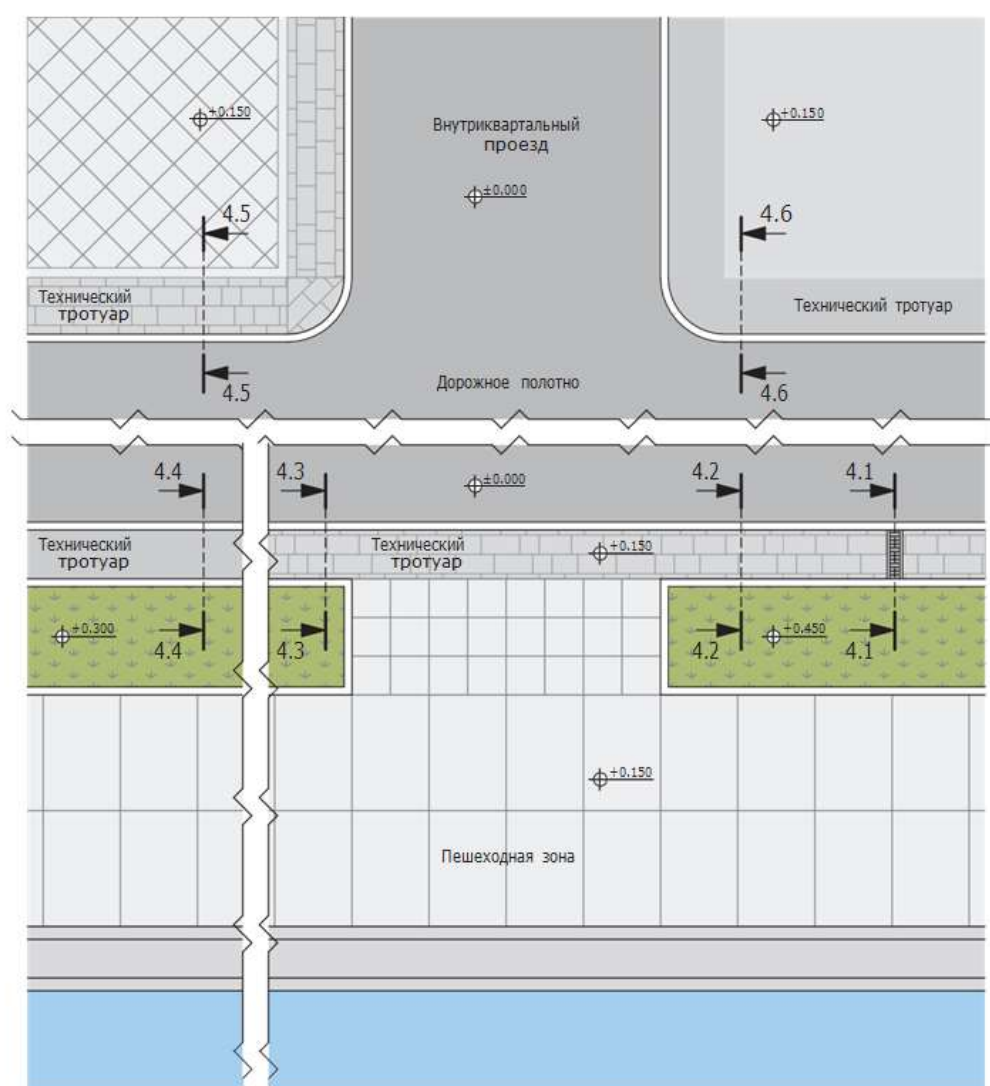 +0.150
+0.150
Внутриквартальный
проезд
±0.000
4.5
4.6
Технический
тротуар
Технический тротуар
4.5
Дорожное полотно
4.6
4.4
4.3
±0.000
4.2
4.1
Технический
тротуар
Технический
тротуар
+0.150
+0.300
4.4
4.3
4.2
+0.450
4.1
+0.150
Пешеходная зона